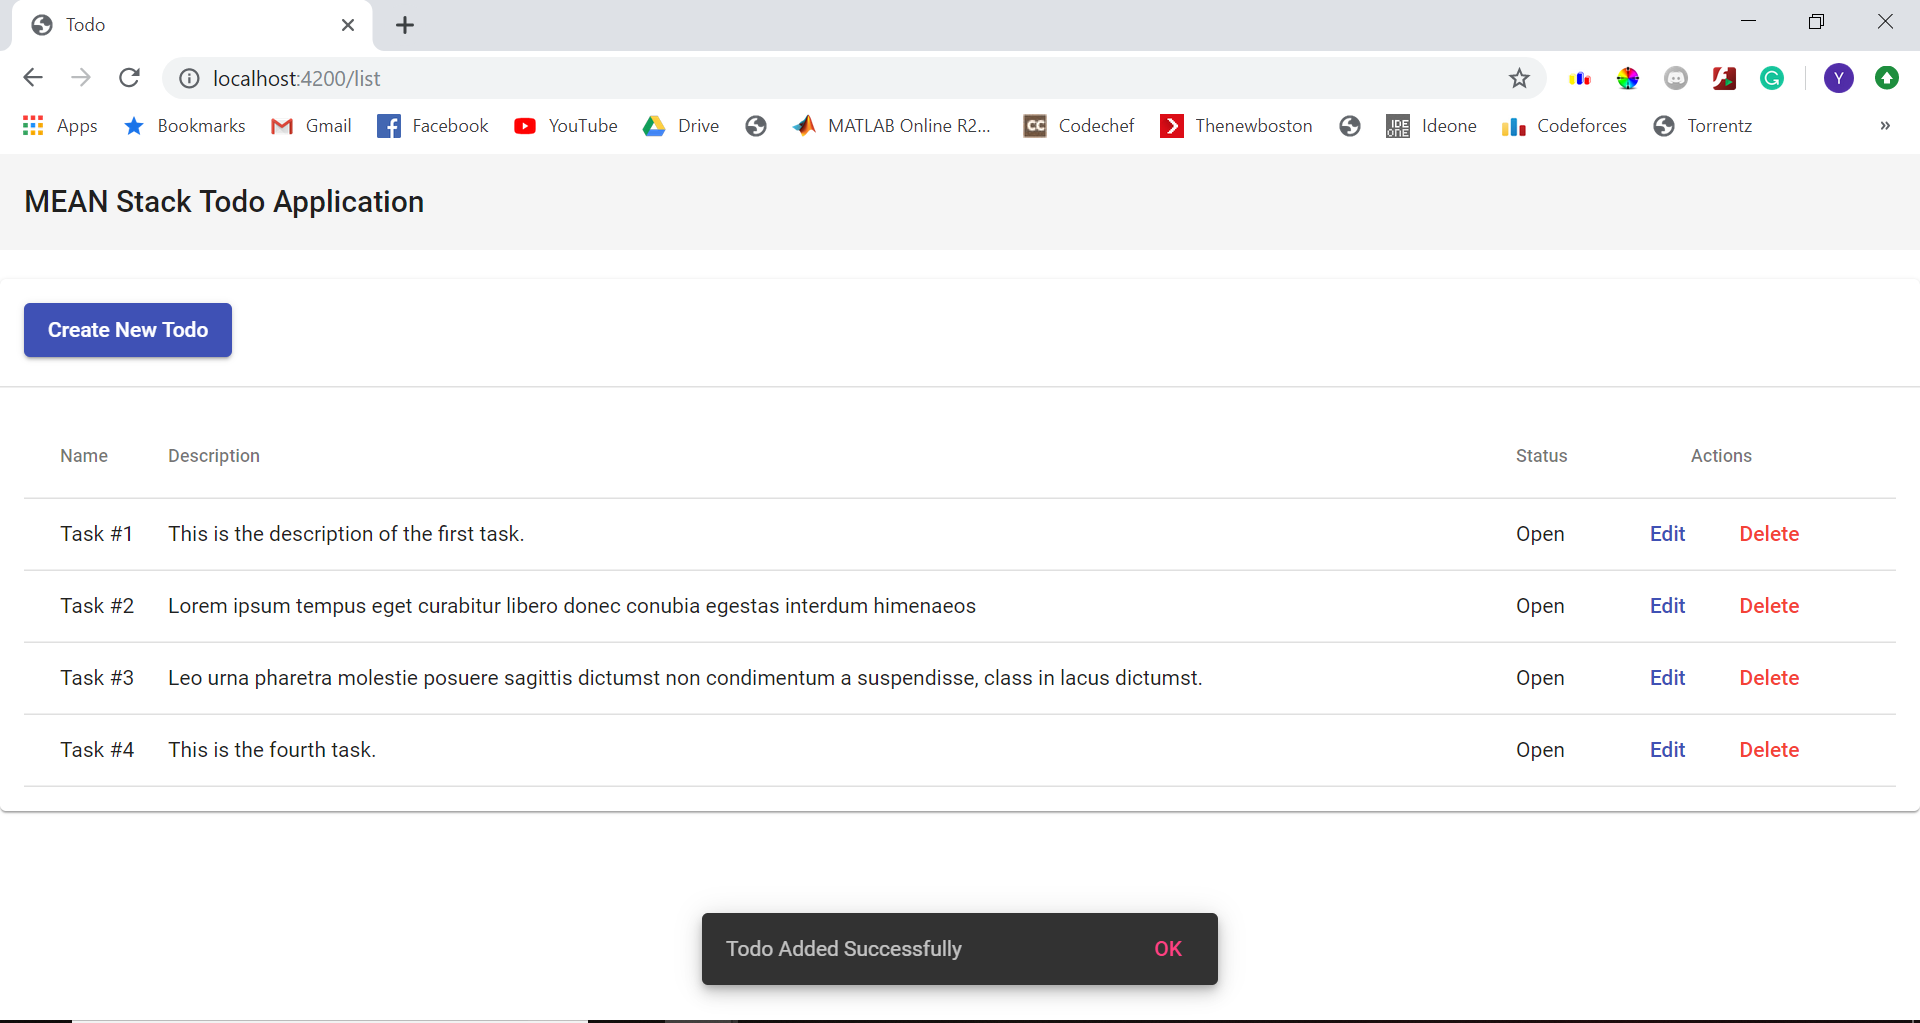 Todo
localhost:4200/list
Y
Apps Bookmarks Gmail Facebook YouTube Drive MATLAB Online R2... CC Codechef Thenewboston IDE ONE Ideone Codeforces Torrentz »
MEAN Stack Todo Application
Create New Todo
Name Description Status Actions
Task #1 This is the description of the first task. Open Edit Delete
Task #2 Lorem ipsum tempus eget curabitur libero donec conubia egestas interdum himenaeos Open Edit Delete
Task #3 Leo urna pharetra molestie posuere sagittis dictumst non condimentum a suspendisse, class in lacus dictumst. Open Edit Delete
Task #4 This is the fourth task. Open Edit Delete
Todo Added Successfully OK